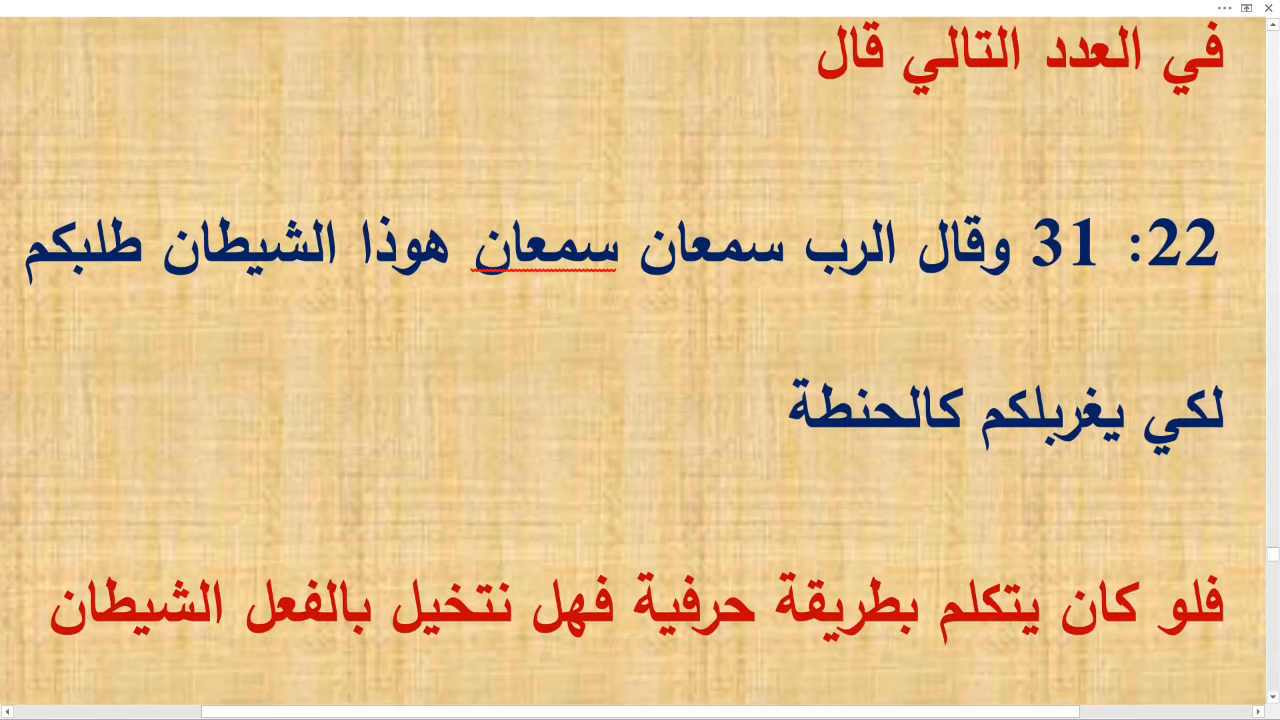 في العدد التالي قال
22: 31 وقال الرب سمعان سمعان هوذا الشيطان طلبكم
لكي يغربلكم كالحنطة
فلو كان يتكلم بطريقة حرفية فهل نتخيل بالفعل الشيطان